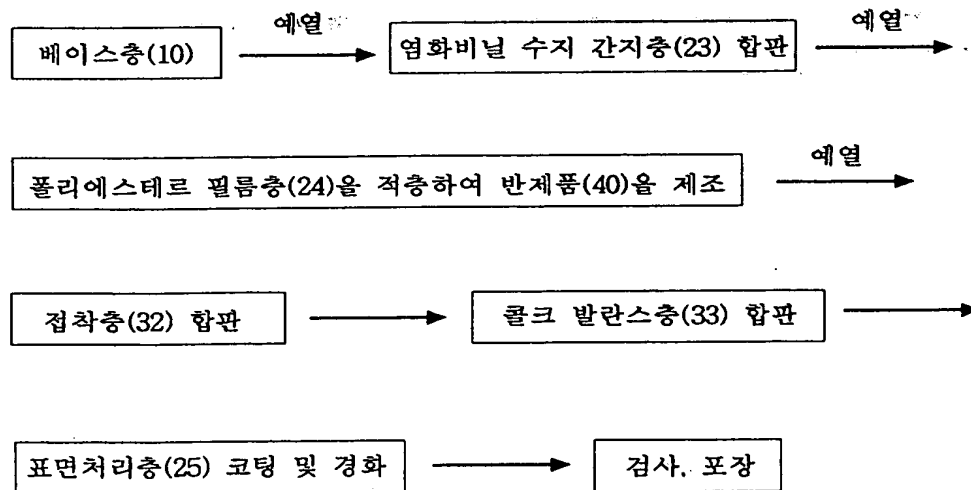 예열 예열
베이스층(10) 염화비닐 수지 간지층(23) 합판
예열
폴리에스테르 필름층(24)을 적층하여 반제품(40)을 제조
접착층(32) 합판 콜크 발란스층(33) 합판
표면처리층(25) 코팅 및 경화 검사, 포장